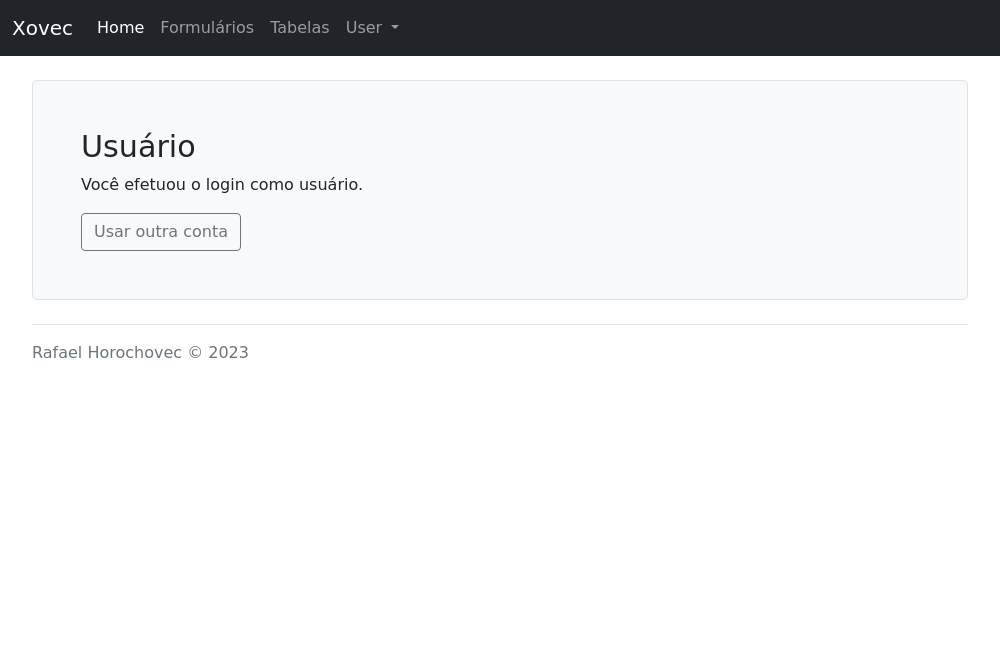 Xovec Home Formulários Tabelas User
Usuário
Você efetuou o login como usuário.
Usar outra conta
Rafael Horochovec © 2023